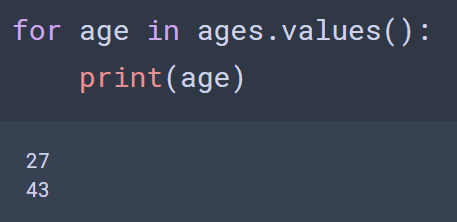 for age in ages.values():
    print(age)
27
43